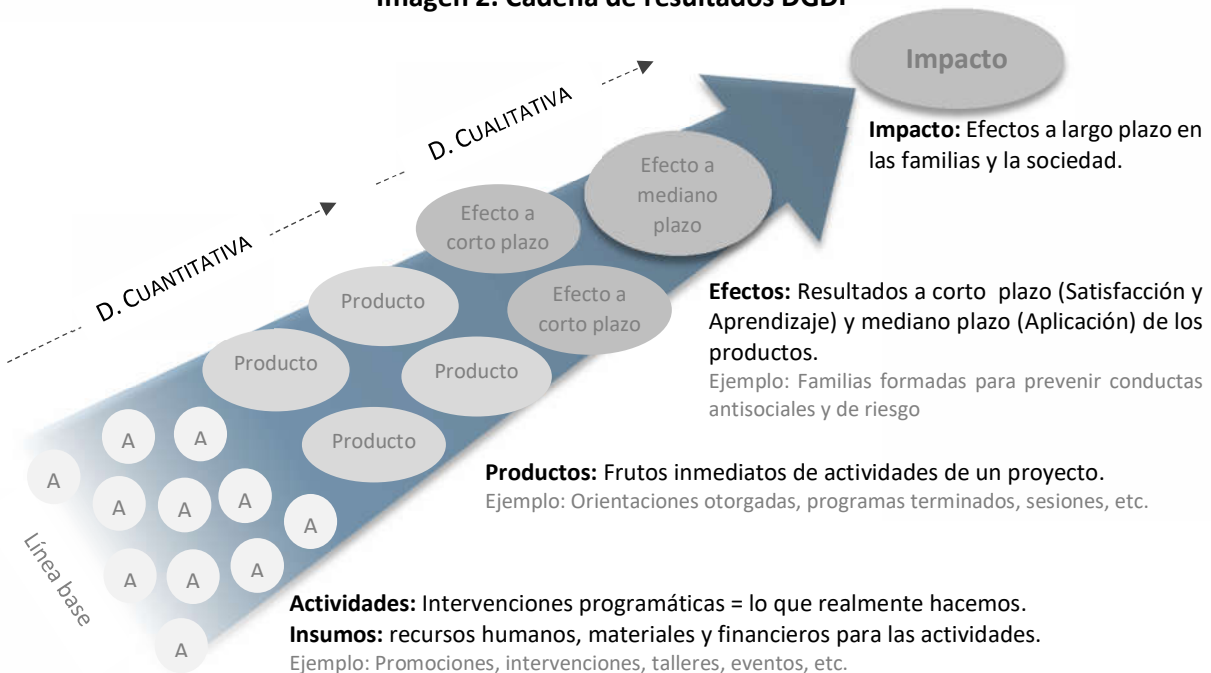 Imagen 2. Cadena de resultados DGDF
Impacto
D. CUALITATIVA
Impacto: Efectos a largo plazo en
las familias y la sociedad.
Efecto a
mediano
plazo
Efecto a
corto plazo
D. CUANTITATIVA
Producto
Efecto a
corto plazo
Efectos: Resultados a corto plazo (Satisfacción y
Aprendizaje) y mediano plazo (Aplicación) de los
productos.
Ejemplo: Familias formadas para prevenir conductas
antisociales y de riesgo
Producto
Producto
Producto
A
A
A
A
A
A
A
A
A
A
A
Productos: Frutos inmediatos de actividades de un proyecto.
Ejemplo: Orientaciones otorgadas, programas terminados, sesiones, etc.
Línea base
Actividades: Intervenciones programáticas = lo que realmente hacemos.
Insumos: recursos humanos, materiales y financieros para las actividades.
Ejemplo: Promociones, intervenciones, talleres, eventos, etc.